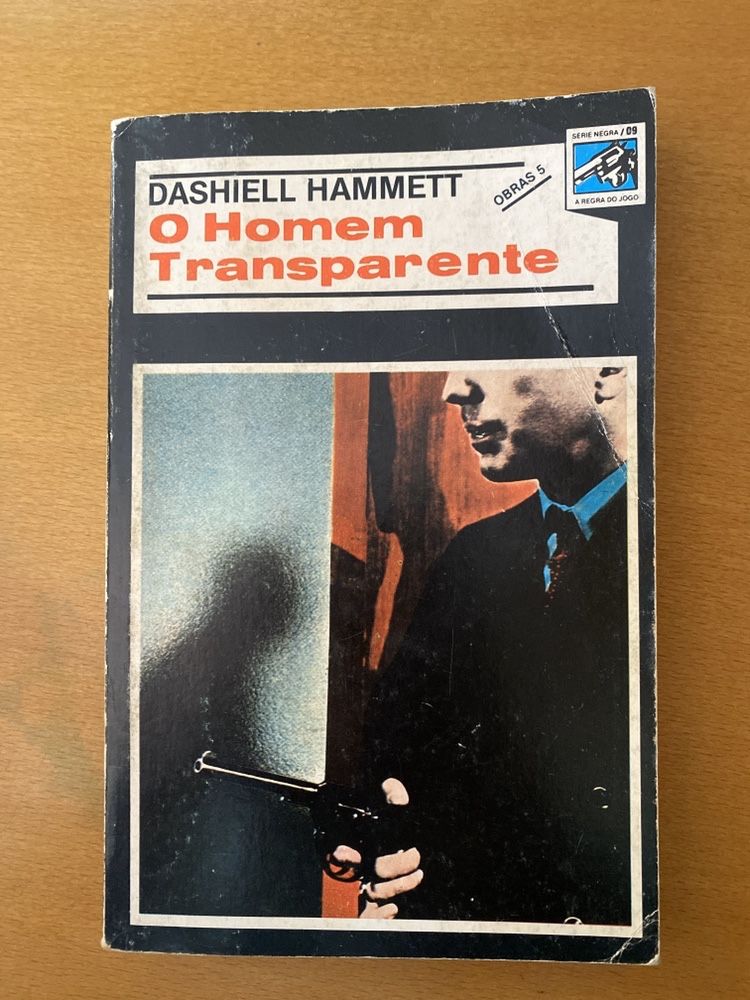 SÉRIE NEGRA / 09
A REGRA DO JOGO
DASHIELL HAMMETT
OBRAS 5
O Homem
Transparente